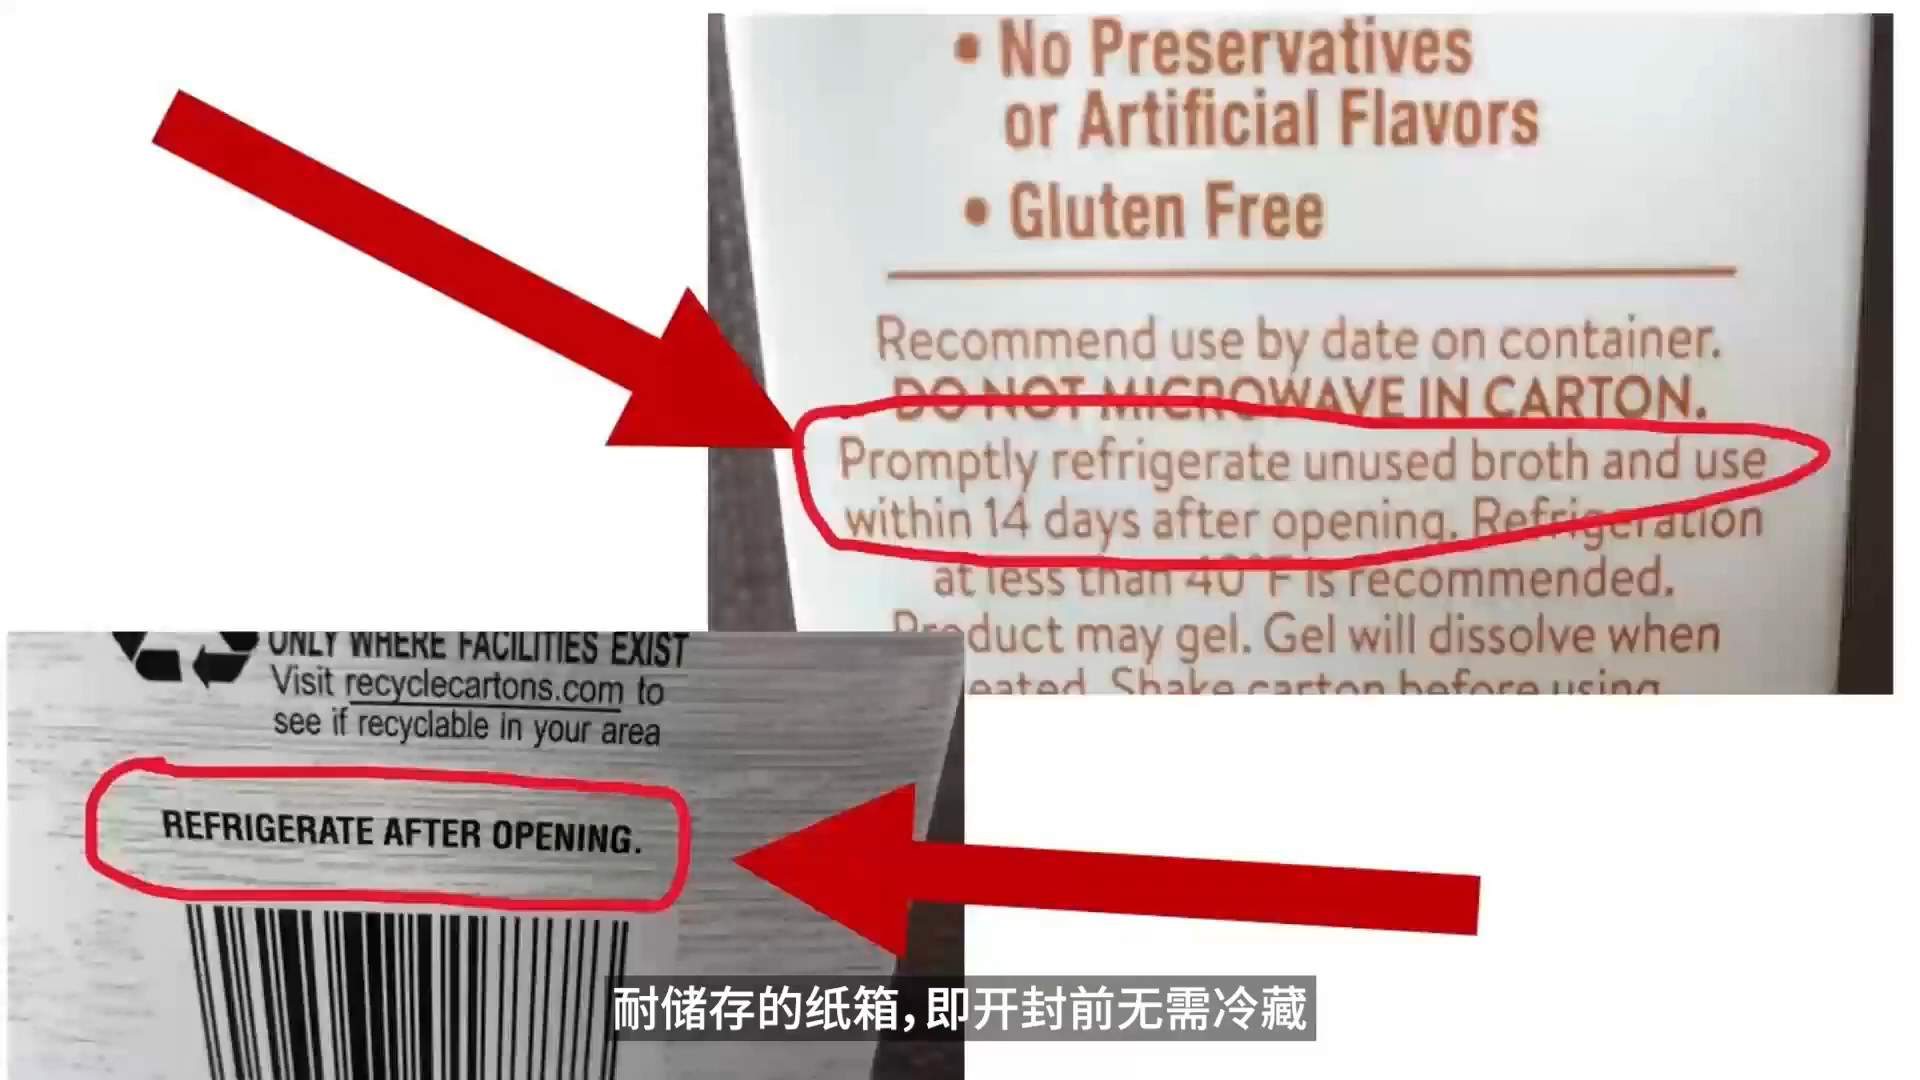 • No Preservatives
or Artificial Flavors
• Gluten Free
Recommend use by date on container.
DO NOT MICROWAVE IN CARTON.
Promptly refrigerate unused broth and use
within 14 days after opening. Refrigeration
at less than 40°F is recommended.
Product may gel. Gel will dissolve when
eated. Shake carton before using
ONLY WHERE FACILITIES EXIST
Visit recyclecartons.com to
see if recyclable in your area
REFRIGERATE AFTER OPENING.
耐储存的纸箱，即开封前无需冷藏